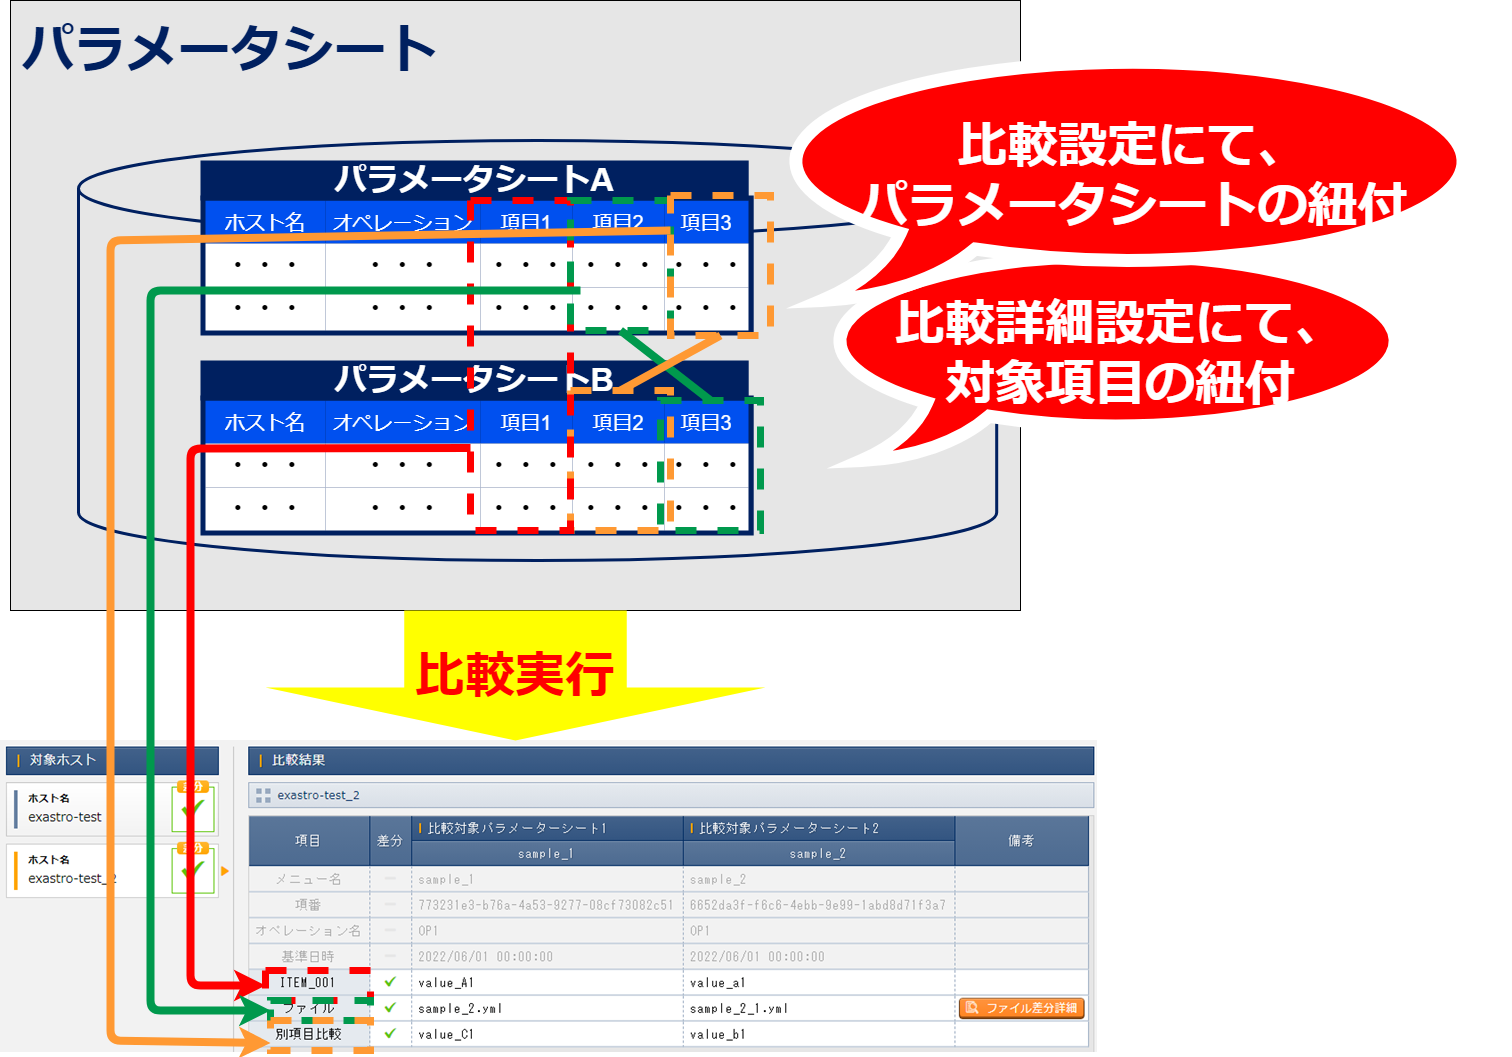 パラメータシート
比較設定にて、
パラメータシートの紐付
比較詳細設定にて、
対象項目の紐付
パラメータシートA
ホスト名 オペレーション 項目1 項目2 項目3
・・・ ・・・ ・・・ ・・・ ・・・
・・・ ・・・ ・・・ ・・・ ・・・
パラメータシートB
ホスト名 オペレーション 項目1 項目2 項目3
・・・ ・・・ ・・・ ・・・ ・・・
・・・ ・・・ ・・・ ・・・ ・・・
比較実行
対象ホスト
ホスト名
exastro-test
差分
ホスト名
exastro-test_2
差分
比較結果
exastro-test_2
項目 差分 比較対象パラメーターシート1 比較対象パラメーターシート2 備考
sample_1 sample_2
メニュー名 sample_1 sample_2
項番 773231e3-b76a-4a53-9277-08cf73082c51 6652da3f-f6c6-4ebb-9e99-1abd8d71f3a7
オペレーション名 OP1 OP1
基準日時 2022/06/01 00:00:00 2022/06/01 00:00:00
ITEM_001 value_A1 value_a1
ファイル sample_2.yml sample_2_1.yml ファイル差分詳細
別項目比較 value_C1 value_b1